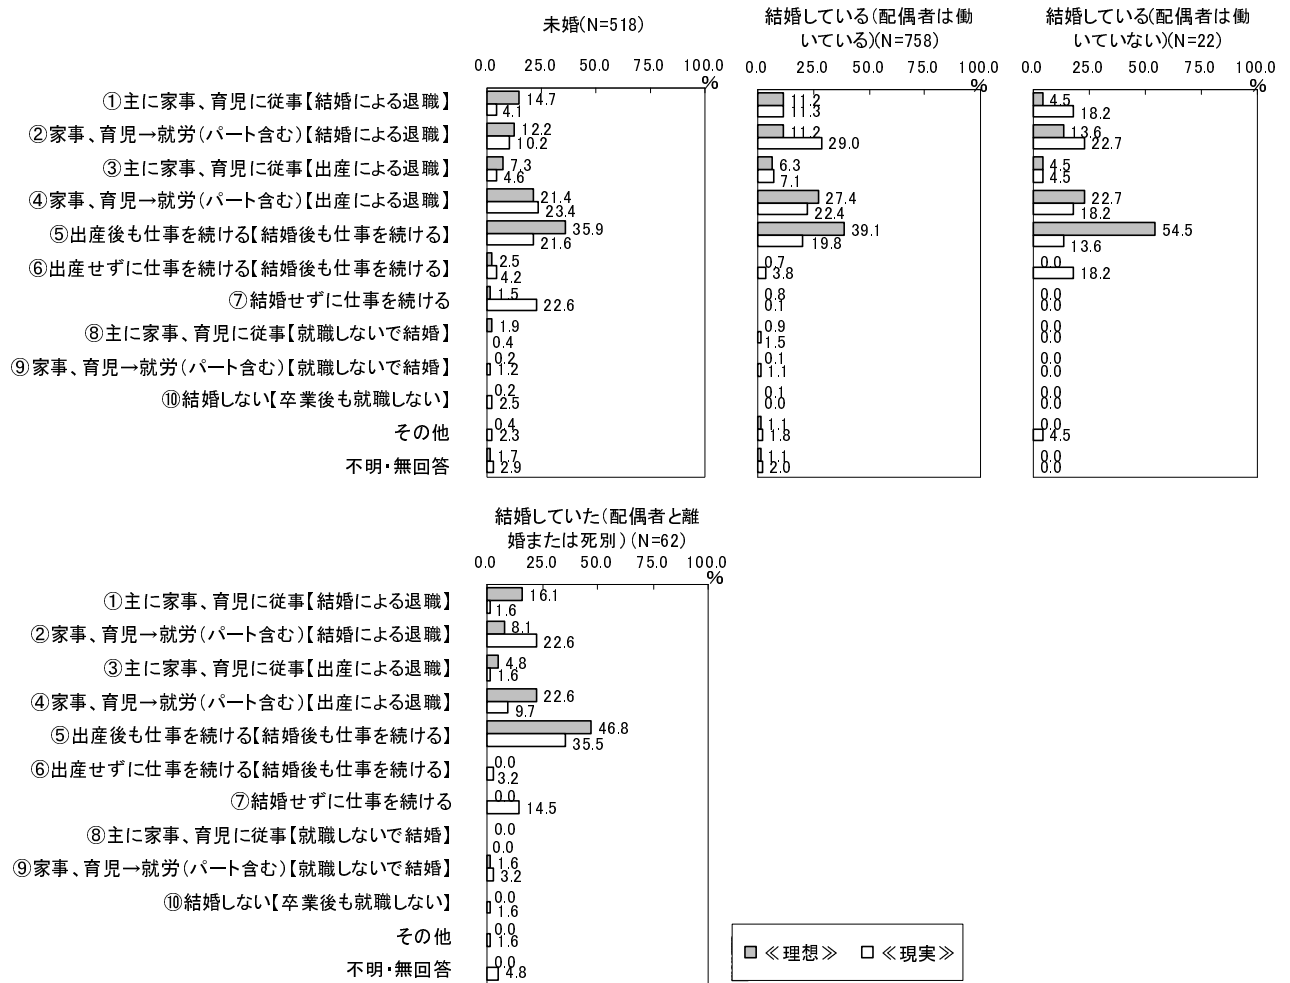 未婚(N=518)
結婚している(配偶者は働
いている)(N=758)
結婚している(配偶者は働
いていない)(N=22)
0.0 25.0 50.0 75.0 100.0
%
0.0 25.0 50.0 75.0 100.0
%
0.0 25.0 50.0 75.0 100.0
%
①主に家事、育児に従事【結婚による退職】 14.7 11.2 4.5
4.1 11.3 18.2
②家事、育児→就労(パート含む)【結婚による退職】 12.2 11.2 13.6
10.2 29.0 22.7
③主に家事、育児に従事【出産による退職】 7.3 6.3 4.5
4.6 7.1 4.5
④家事、育児→就労(パート含む)【出産による退職】 21.4 27.4 22.7
23.4 22.4 18.2
⑤出産後も仕事を続ける【結婚後も仕事を続ける】 35.9 39.1 54.5
21.6 19.8 13.6
⑥出産せずに仕事を続ける【結婚後も仕事を続ける】 2.5 0.7 0.0
4.2 3.8 18.2
⑦結婚せずに仕事を続ける 1.5 0.8 0.0
22.6 0.1 0.0
⑧主に家事、育児に従事【就職しないで結婚】 1.9 0.9 0.0
0.4 1.5 0.0
⑨家事、育児→就労(パート含む)【就職しないで結婚】 0.2 0.1 0.0
1.2 1.1 0.0
⑩結婚しない【卒業後も就職しない】 0.2 0.1 0.0
2.5 0.0 0.0
その他 0.4 1.1 0.0
2.3 1.8 4.5
不明・無回答 1.7 1.1 0.0
2.9 2.0 0.0
結婚していた(配偶者と離
婚または死別)(N=62)
0.0 25.0 50.0 75.0 100.0
%
①主に家事、育児に従事【結婚による退職】 16.1
1.6
②家事、育児→就労(パート含む)【結婚による退職】 8.1
22.6
③主に家事、育児に従事【出産による退職】 4.8
1.6
④家事、育児→就労(パート含む)【出産による退職】 22.6
9.7
⑤出産後も仕事を続ける【結婚後も仕事を続ける】 46.8
35.5
⑥出産せずに仕事を続ける【結婚後も仕事を続ける】 0.0
3.2
⑦結婚せずに仕事を続ける 0.0
14.5
⑧主に家事、育児に従事【就職しないで結婚】 0.0
0.0
⑨家事、育児→就労(パート含む)【就職しないで結婚】 1.6
3.2
⑩結婚しない【卒業後も就職しない】 0.0
1.6
その他 0.0
1.6
不明・無回答 0.0
4.8
≪理想≫ ≪現実≫